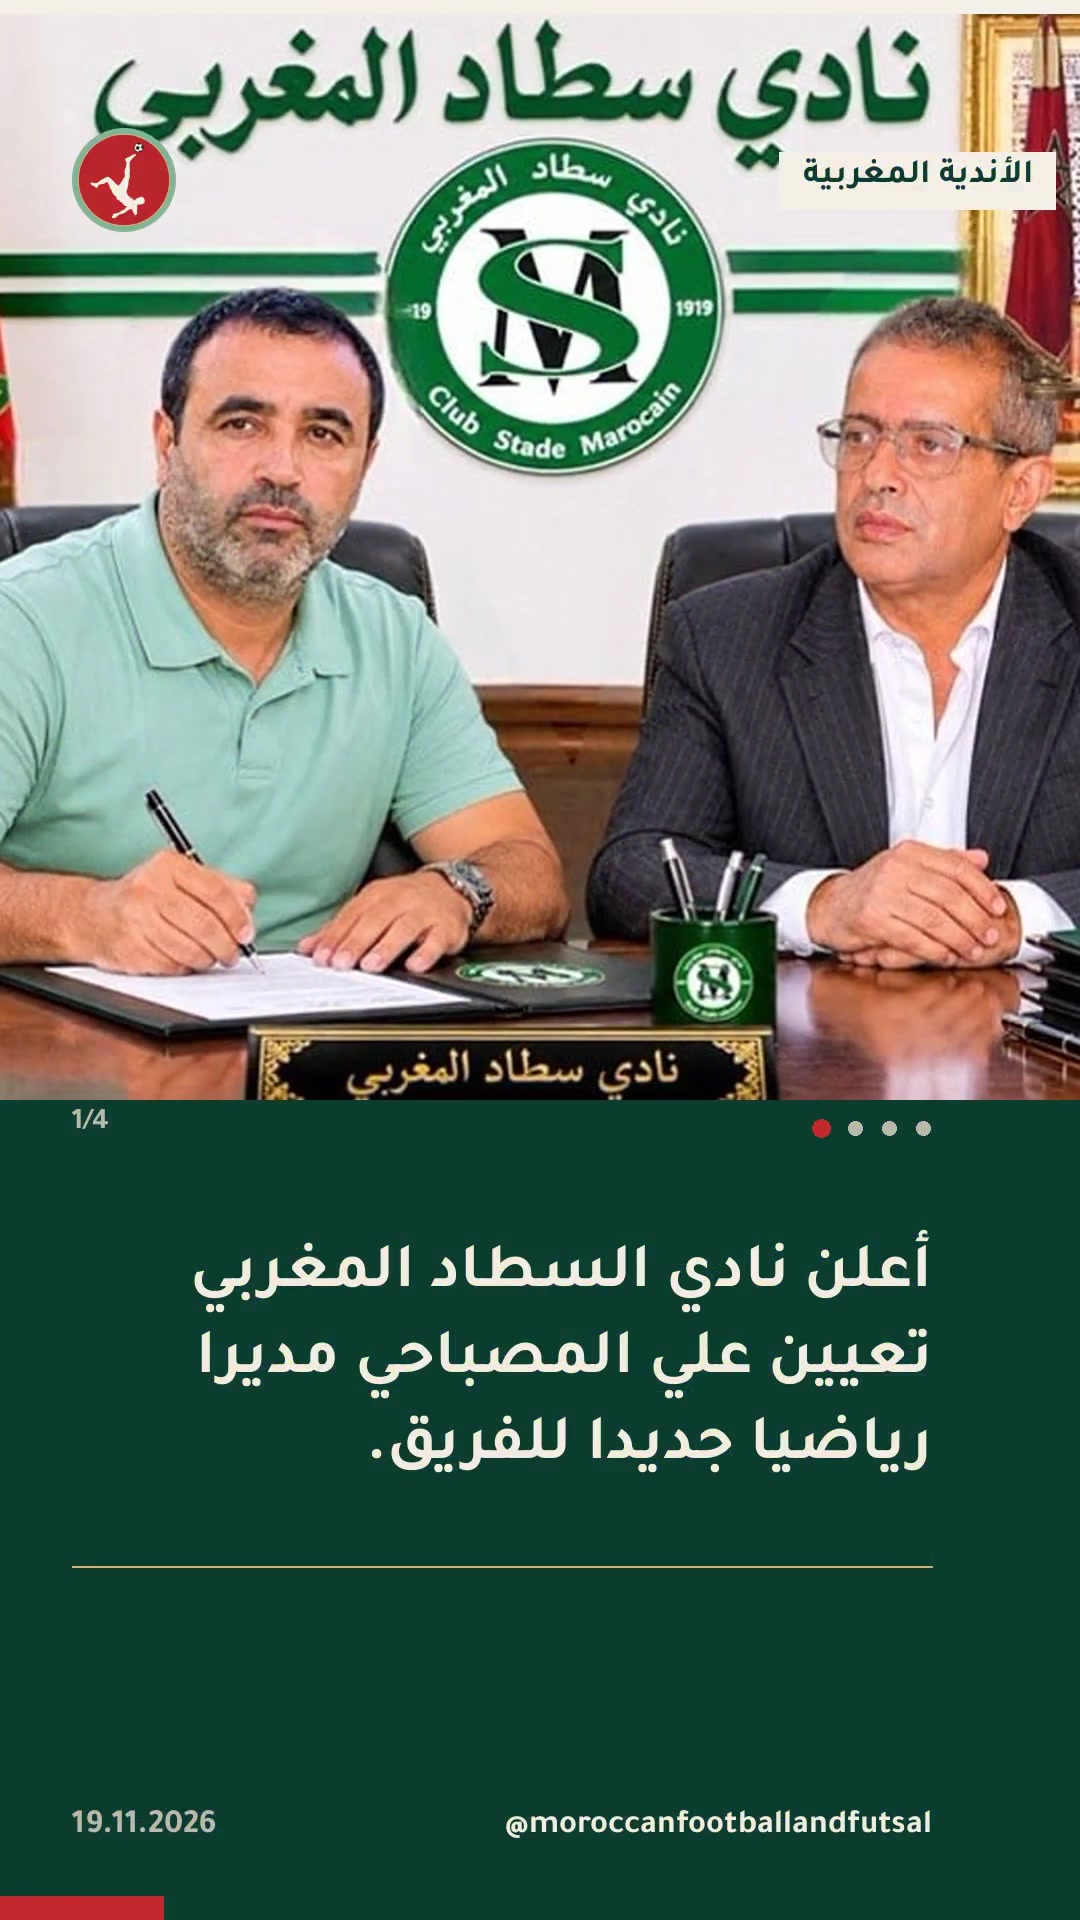 نادي سطاد المغربي
الأندية المغربية
نادي سطاد المغربي
19
1919
SM
Club Stade Marocain
نادي سطاد المغربي
1/4
أعلن نادي السطاد المغربي
تعيين علي المصباحي مديرا
رياضيا جديدا للفريق.
19.11.2026
@moroccanfootballandfutsal